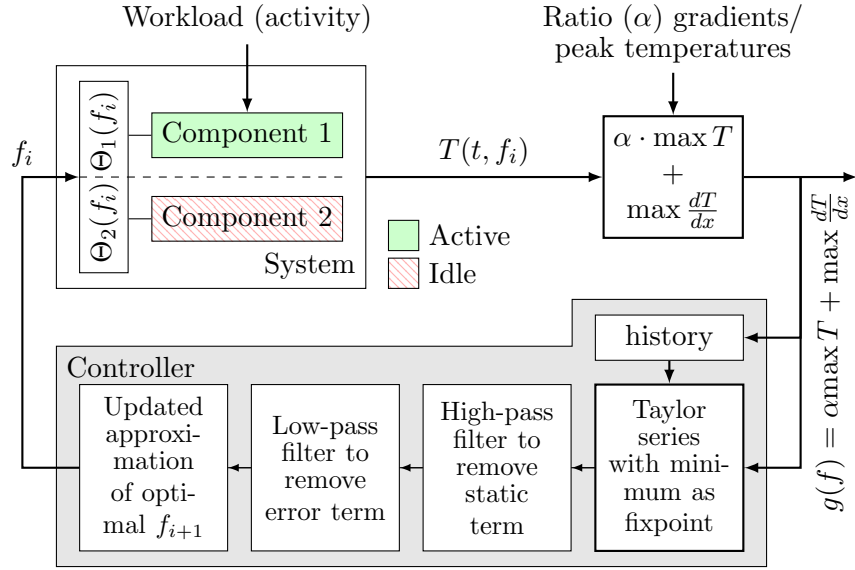 Workload (activity)
Ratio (α) gradients/
peak temperatures
f_i
Θ_1(f_i)
Θ_2(f_i)
Component 1
Component 2
System
T(t, f_i)
Active
Idle
α · max T
+
max dT/dx
g(f) = αmax T + max dT/dx
Controller
history
Taylor
series
with mini-
mum as
fixpoint
High-pass
filter to
remove
static
term
Low-pass
filter to
remove
error term
Updated
approxi-
mation
of opti-
mal f_{i+1}